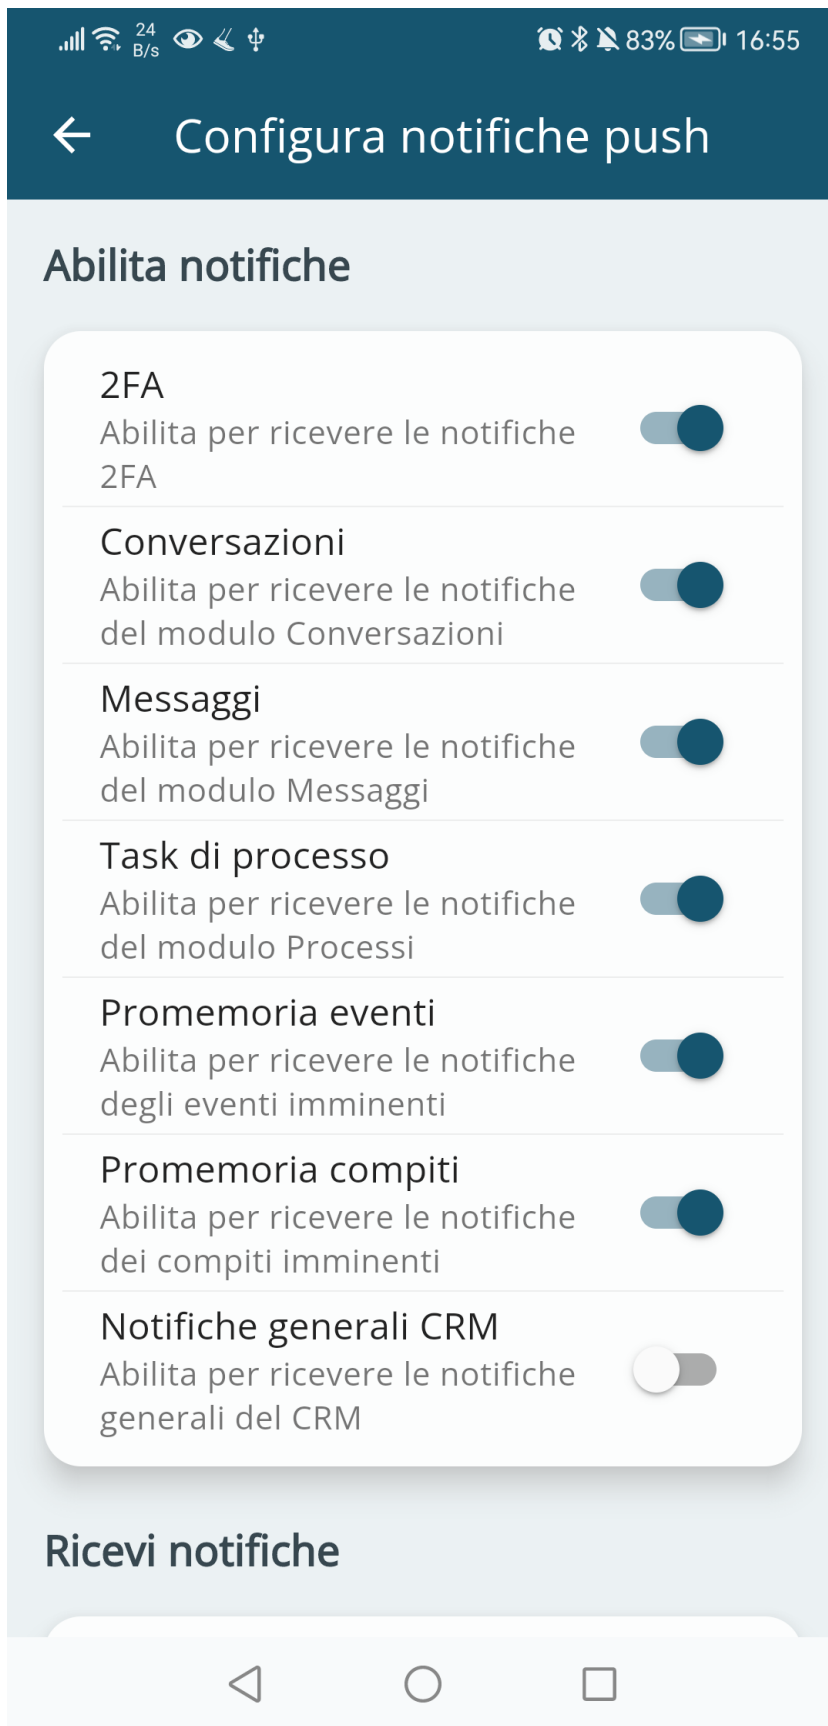 24
B/s
83%
16:55
Configura notifiche push
Abilita notifiche
2FA
Abilita per ricevere le notifiche
2FA
Conversazioni
Abilita per ricevere le notifiche
del modulo Conversazioni
Messaggi
Abilita per ricevere le notifiche
del modulo Messaggi
Task di processo
Abilita per ricevere le notifiche
del modulo Processi
Promemoria eventi
Abilita per ricevere le notifiche
degli eventi imminenti
Promemoria compiti
Abilita per ricevere le notifiche
dei compiti imminenti
Notifiche generali CRM
Abilita per ricevere le notifiche
generali del CRM
Ricevi notifiche